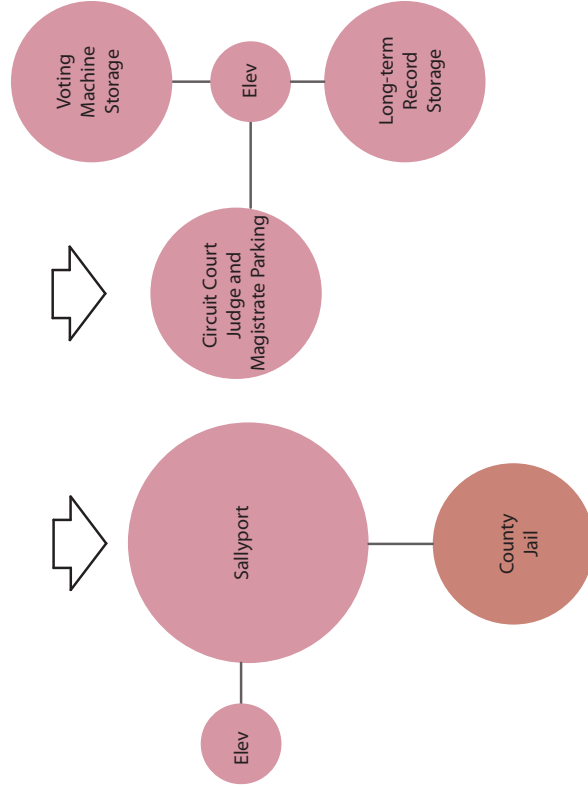 Elev
Sallyport
County
Jail
Circuit Court
Judge and
Magistrate Parking
Voting
Machine
Storage
Elev
Long-term
Record
Storage